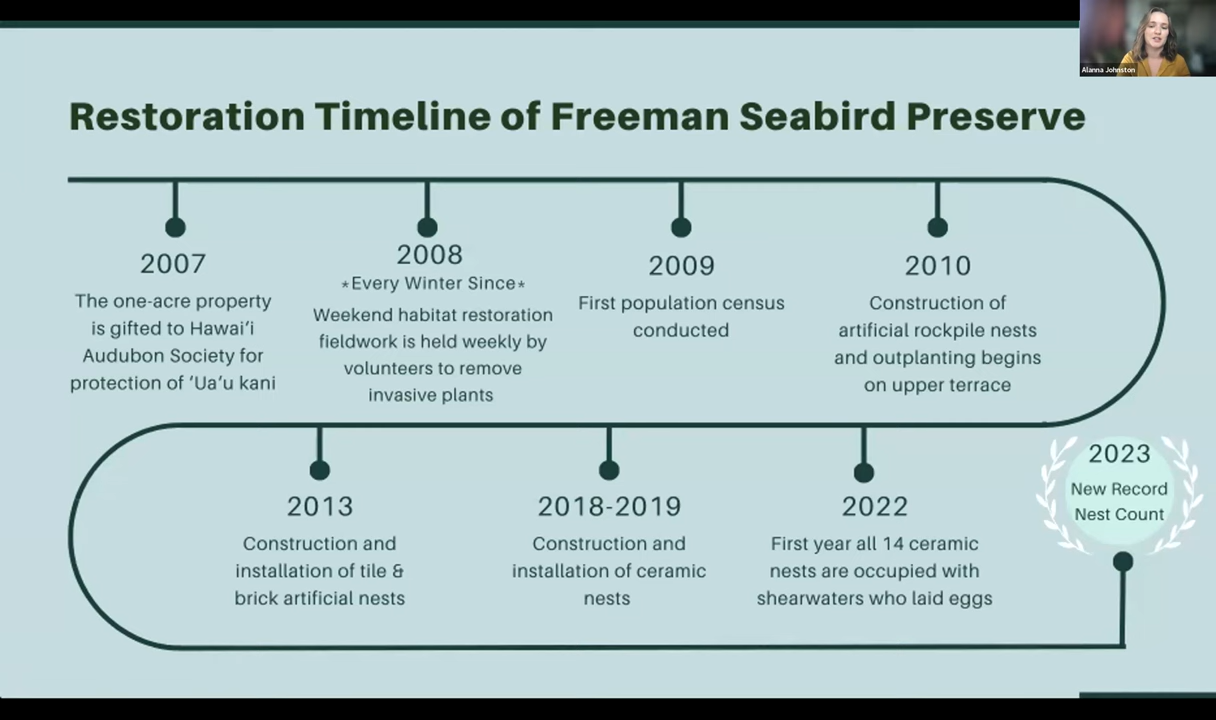 Alanna Johnston
Restoration Timeline of Freeman Seabird Preserve
2007
The one-acre property
is gifted to Hawai‘i
Audubon Society for
protection of ’Ua’u kani
2008
*Every Winter Since*
Weekend habitat restoration
fieldwork is held weekly by
volunteers to remove
invasive plants
2009
First population census
conducted
2010
Construction of
artificial rockpile nests
and outplanting begins
on upper terrace
2013
Construction and
installation of tile &
brick artificial nests
2018-2019
Construction and
installation of ceramic
nests
2022
First year all 14 ceramic
nests are occupied with
shearwaters who laid eggs
2023
New Record
Nest Count